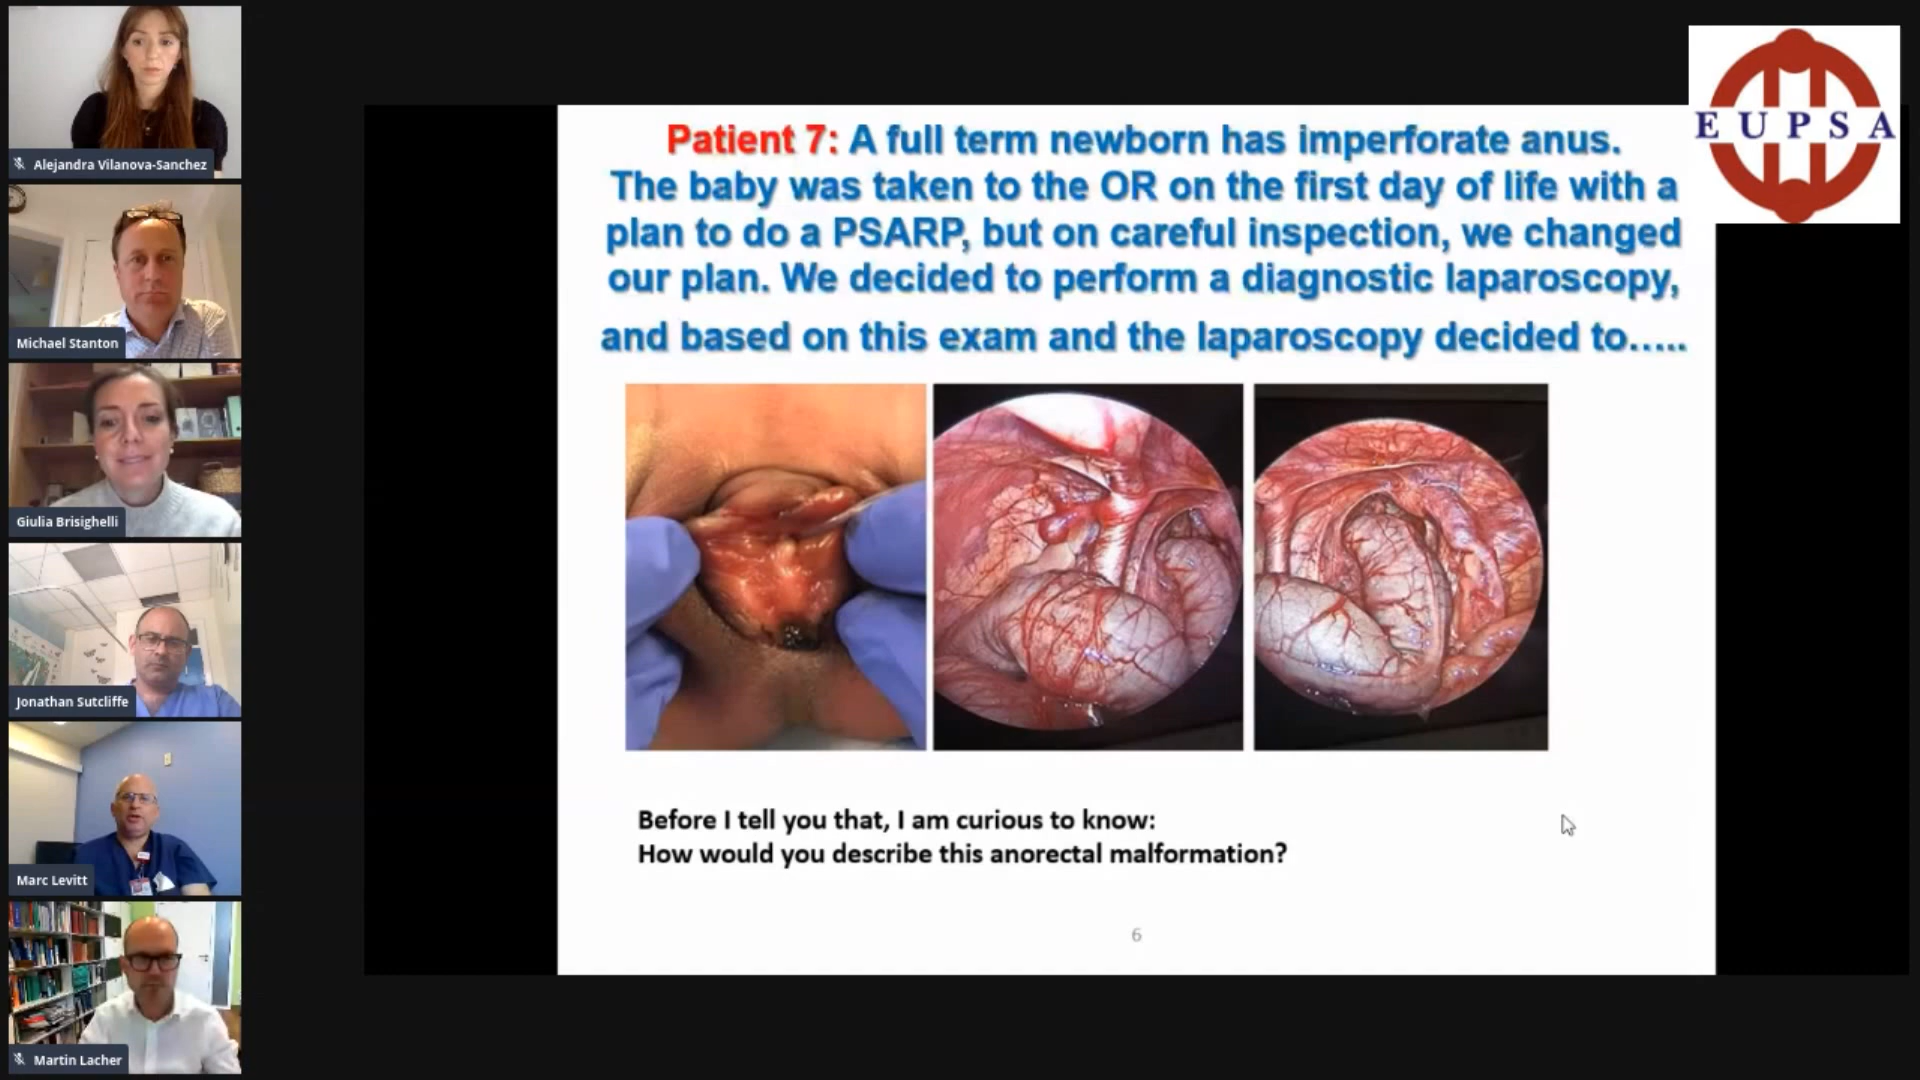 Alejandra Vilanova-Sanchez
Michael Stanton
Giulia Brisighelli
Jonathan Sutcliffe
Marc Levitt
Martin Lacher
EUPSA
Patient 7: A full term newborn has imperforate anus.
The baby was taken to the OR on the first day of life with a
plan to do a PSARP, but on careful inspection, we changed
our plan. We decided to perform a diagnostic laparoscopy,
and based on this exam and the laparoscopy decided to.....
Before I tell you that, I am curious to know:
How would you describe this anorectal malformation?
6